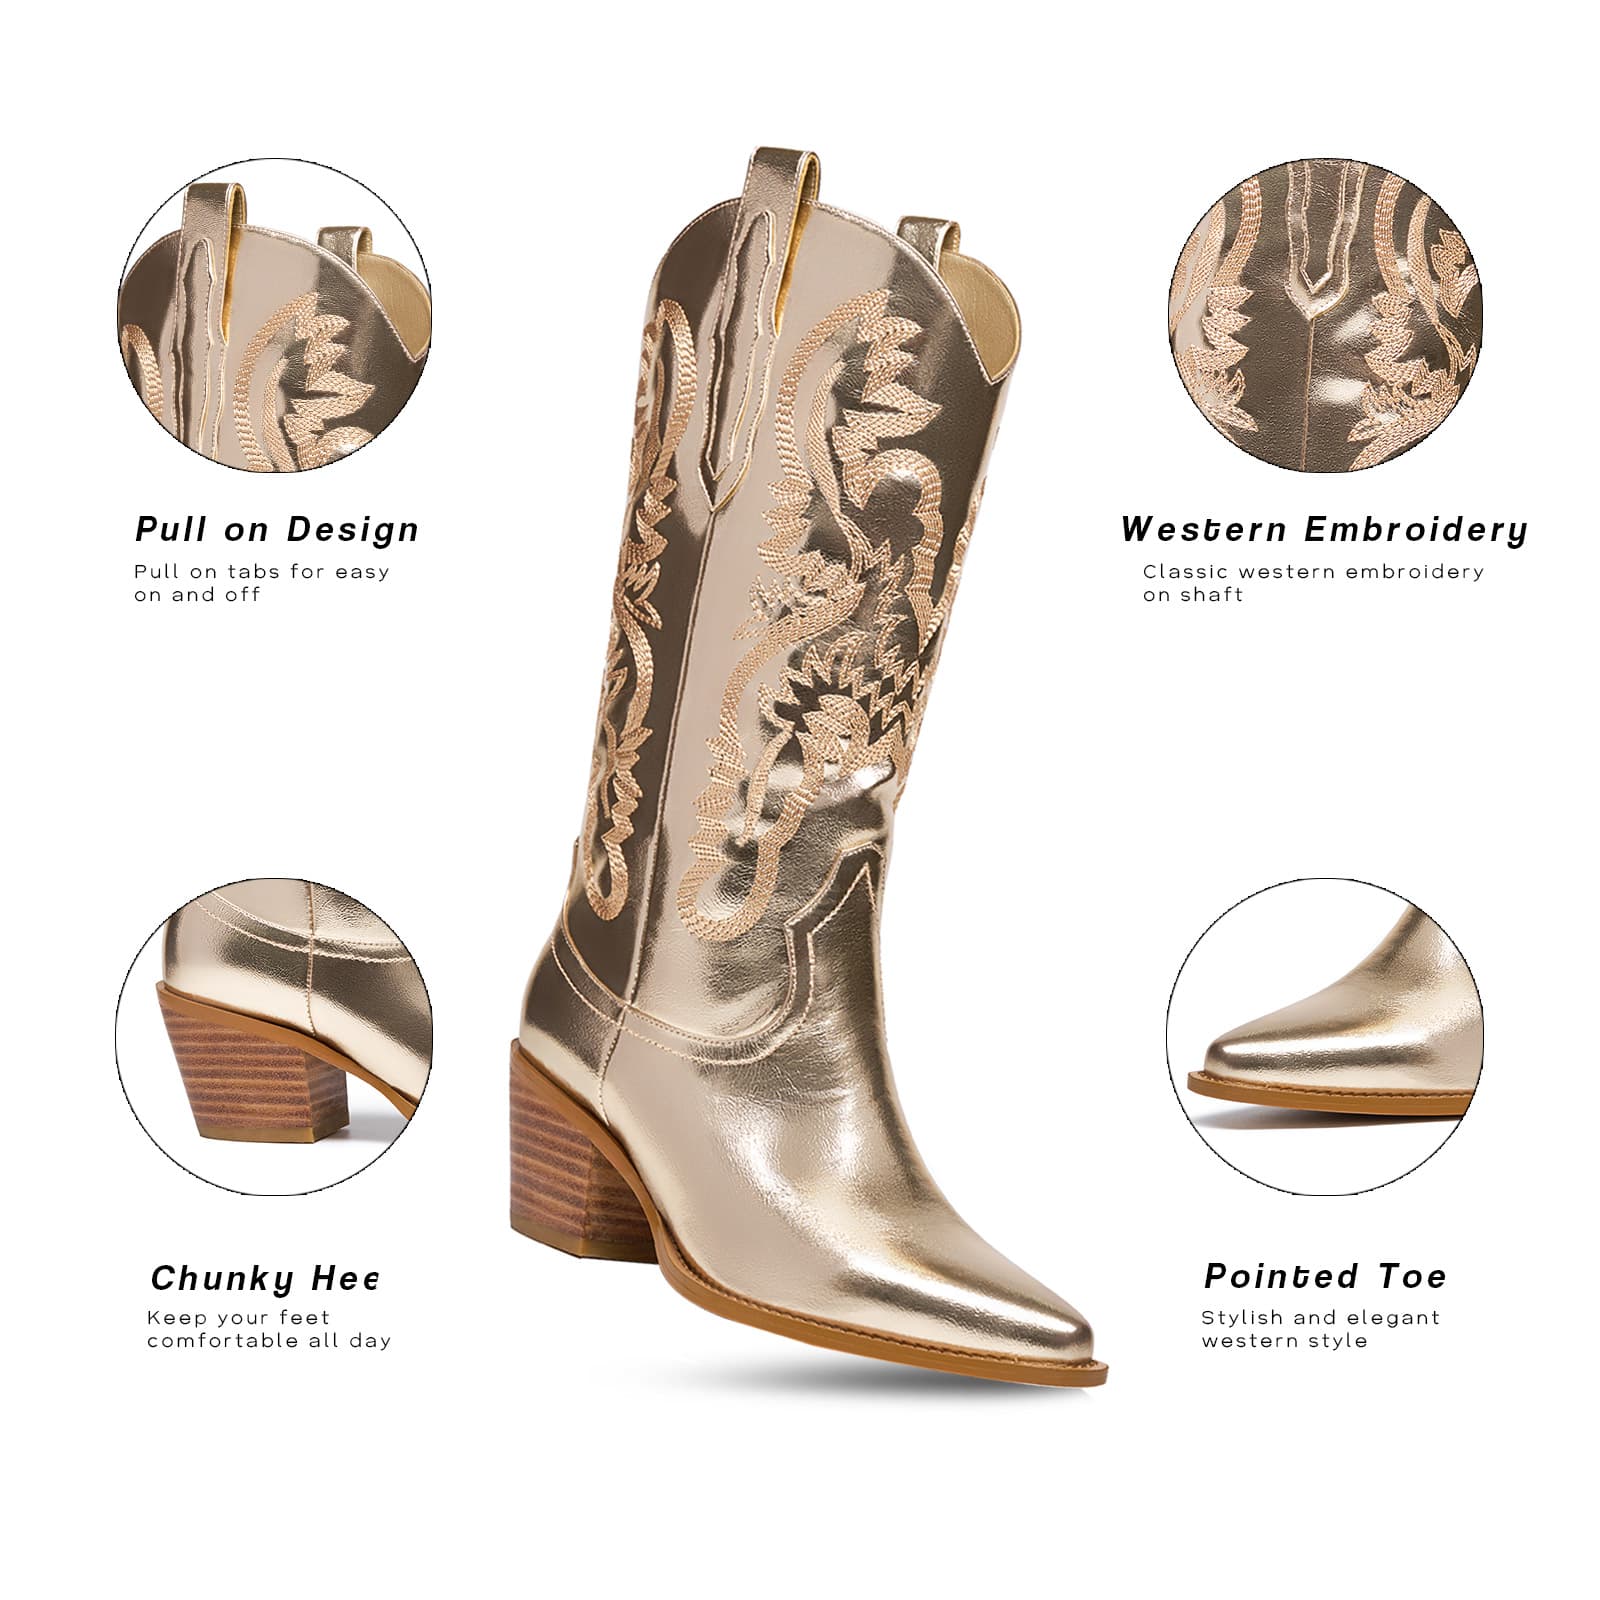 Pull on Design
Pull on tabs for easy
on and off
Western Embroidery
Classic western embroidery
on shaft
Chunky Hee
Keep your feet
comfortable all day
Pointed Toe
Stylish and elegant
western style